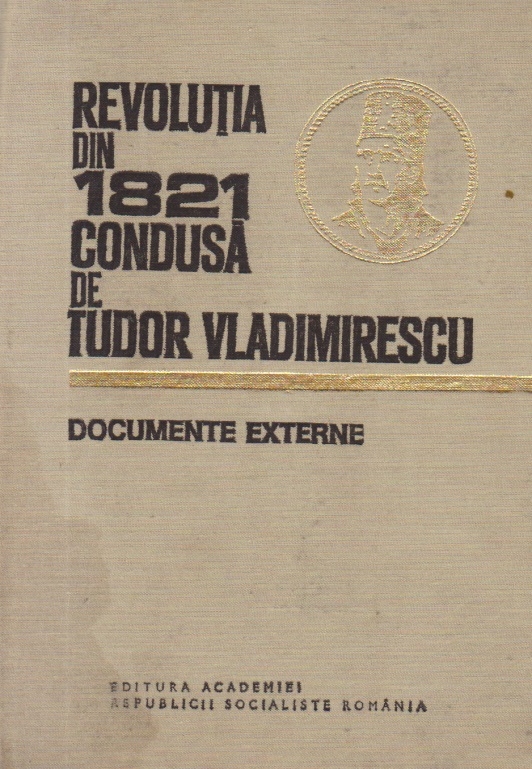 REVOLUȚIA
DIN
1821
CONDUSĂ
DE
TUDOR VLADIMIRESCU
DOCUMENTE EXTERNE
EDITURA ACADEMIEI
REPUBLICII SOCIALISTE ROMÂNIA